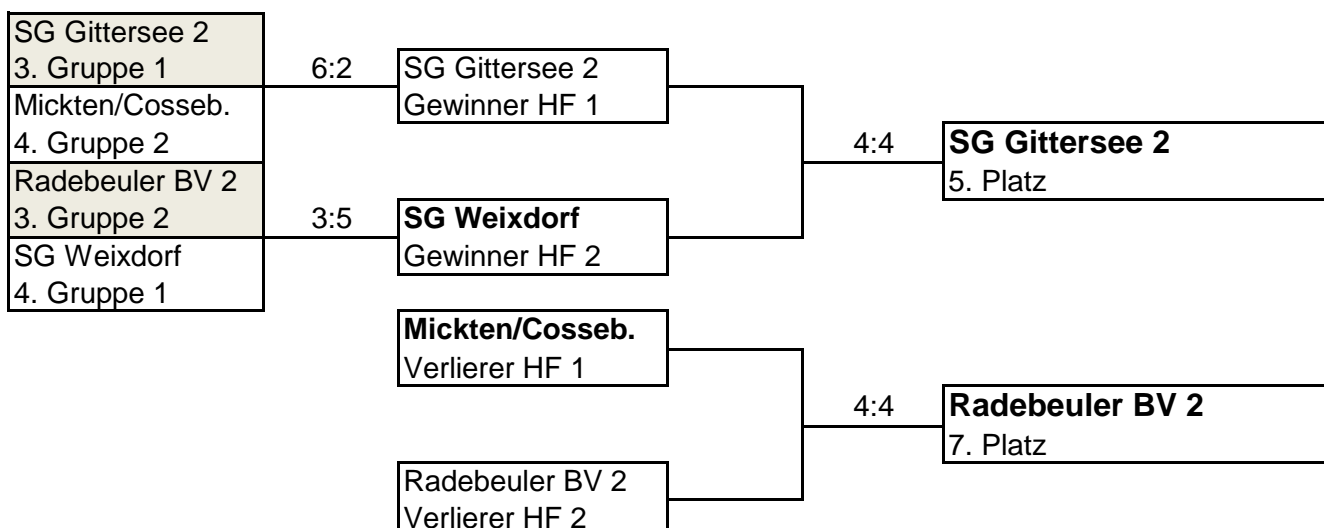 SG Gittersee 2
3. Gruppe 1
Mickten/Cosseb.
4. Gruppe 2
Radebeuler BV 2
3. Gruppe 2
SG Weixdorf
4. Gruppe 1
6:2
3:5
SG Gittersee 2
Gewinner HF 1
SG Weixdorf
Gewinner HF 2
4:4
SG Gittersee 2
5. Platz
Mickten/Cosseb.
Verlierer HF 1
Radebeuler BV 2
Verlierer HF 2
4:4
Radebeuler BV 2
7. Platz